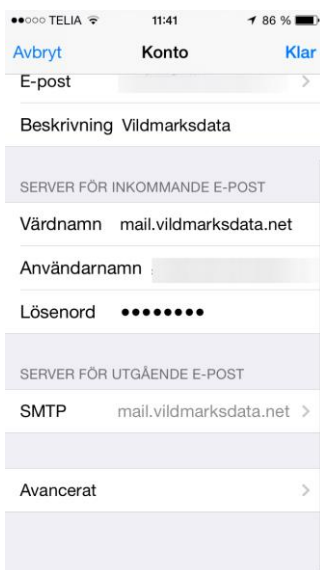 TELIA 11:41 86 %
Avbryt Konto Klar
E-post
Beskrivning Vildmarksdata
SERVER FÖR INKOMMANDE E-POST
Värdnamn mail.vildmarksdata.net
Användarnamn
Lösenord ••••••••
SERVER FÖR UTGÅENDE E-POST
SMTP mail.vildmarksdata.net
Avancerat